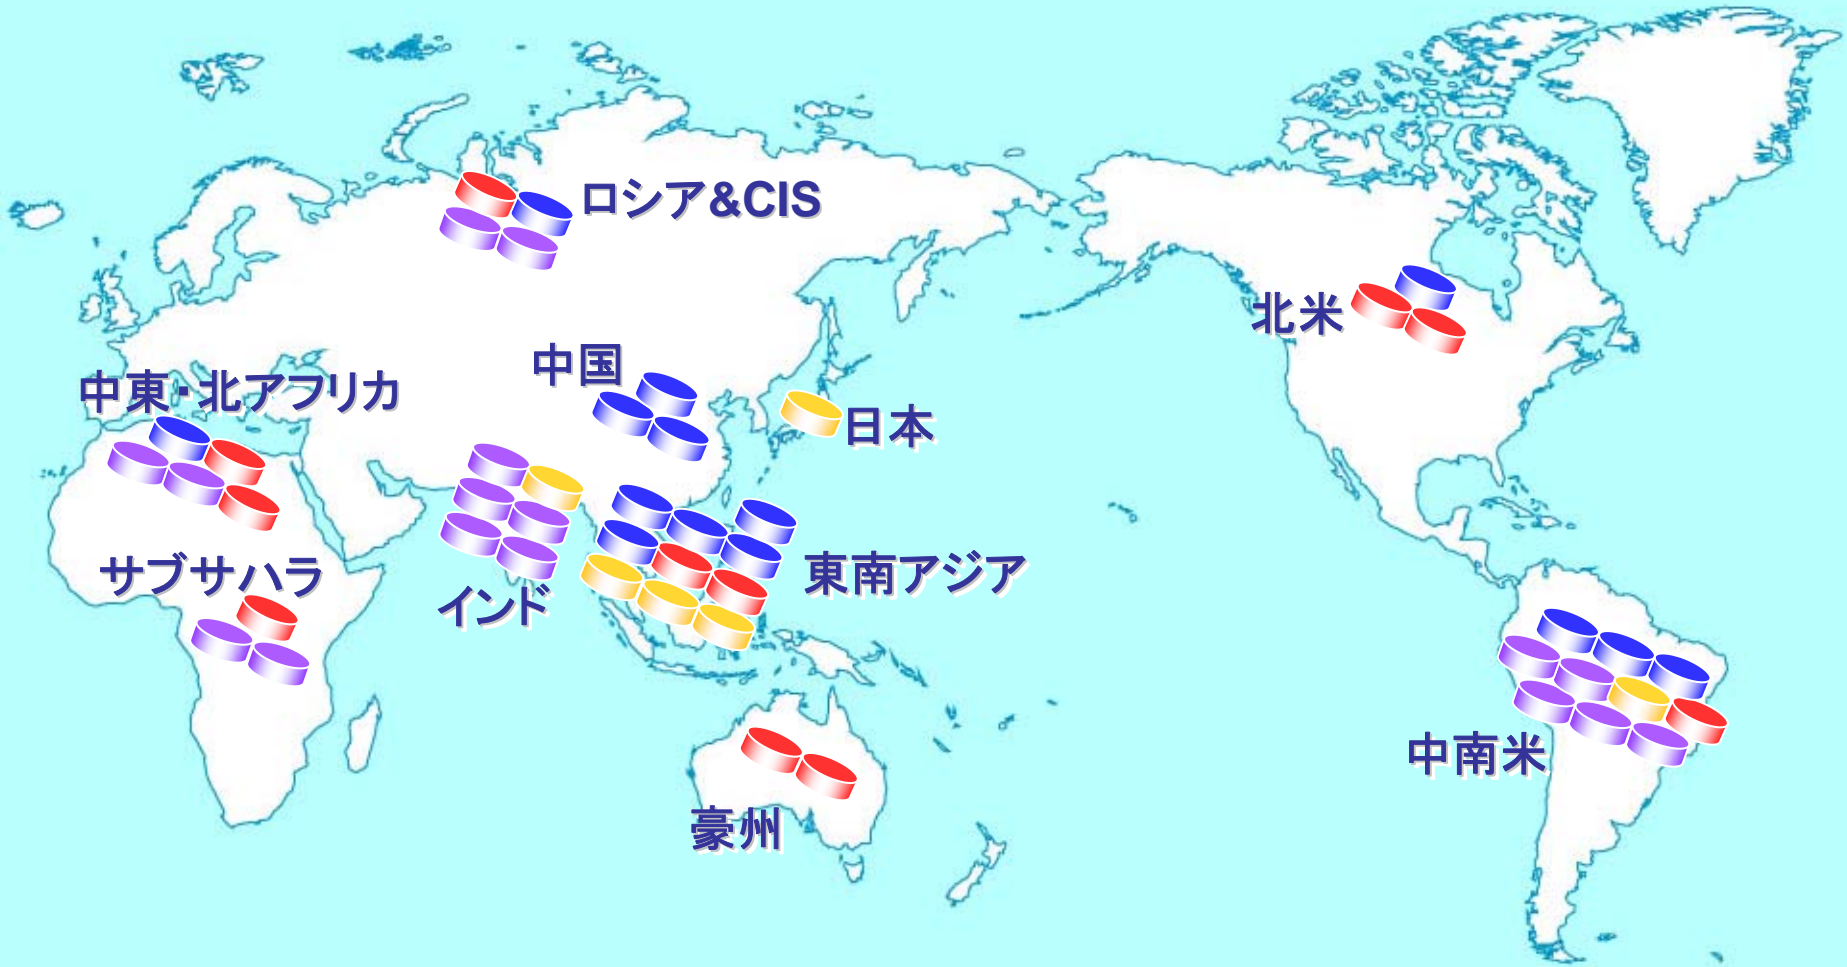 ロシア&CIS
北米
中国
中東・北アフリカ
日本
東南アジア
サブサハラ
インド
中南米
豪州